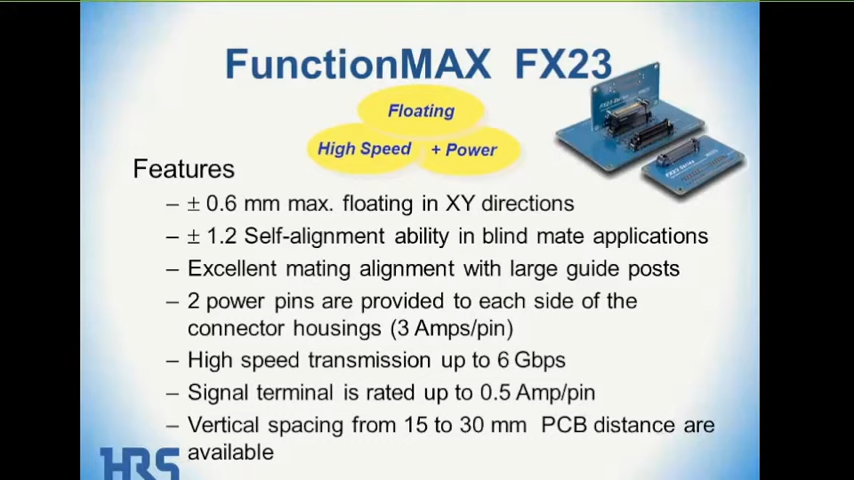 FunctionMAX FX23
Floating
High Speed + Power
Features
– ± 0.6 mm max. floating in XY directions
– ± 1.2 Self-alignment ability in blind mate applications
– Excellent mating alignment with large guide posts
– 2 power pins are provided to each side of the
connector housings (3 Amps/pin)
– High speed transmission up to 6 Gbps
– Signal terminal is rated up to 0.5 Amp/pin
– Vertical spacing from 15 to 30 mm PCB distance are
available
HRS